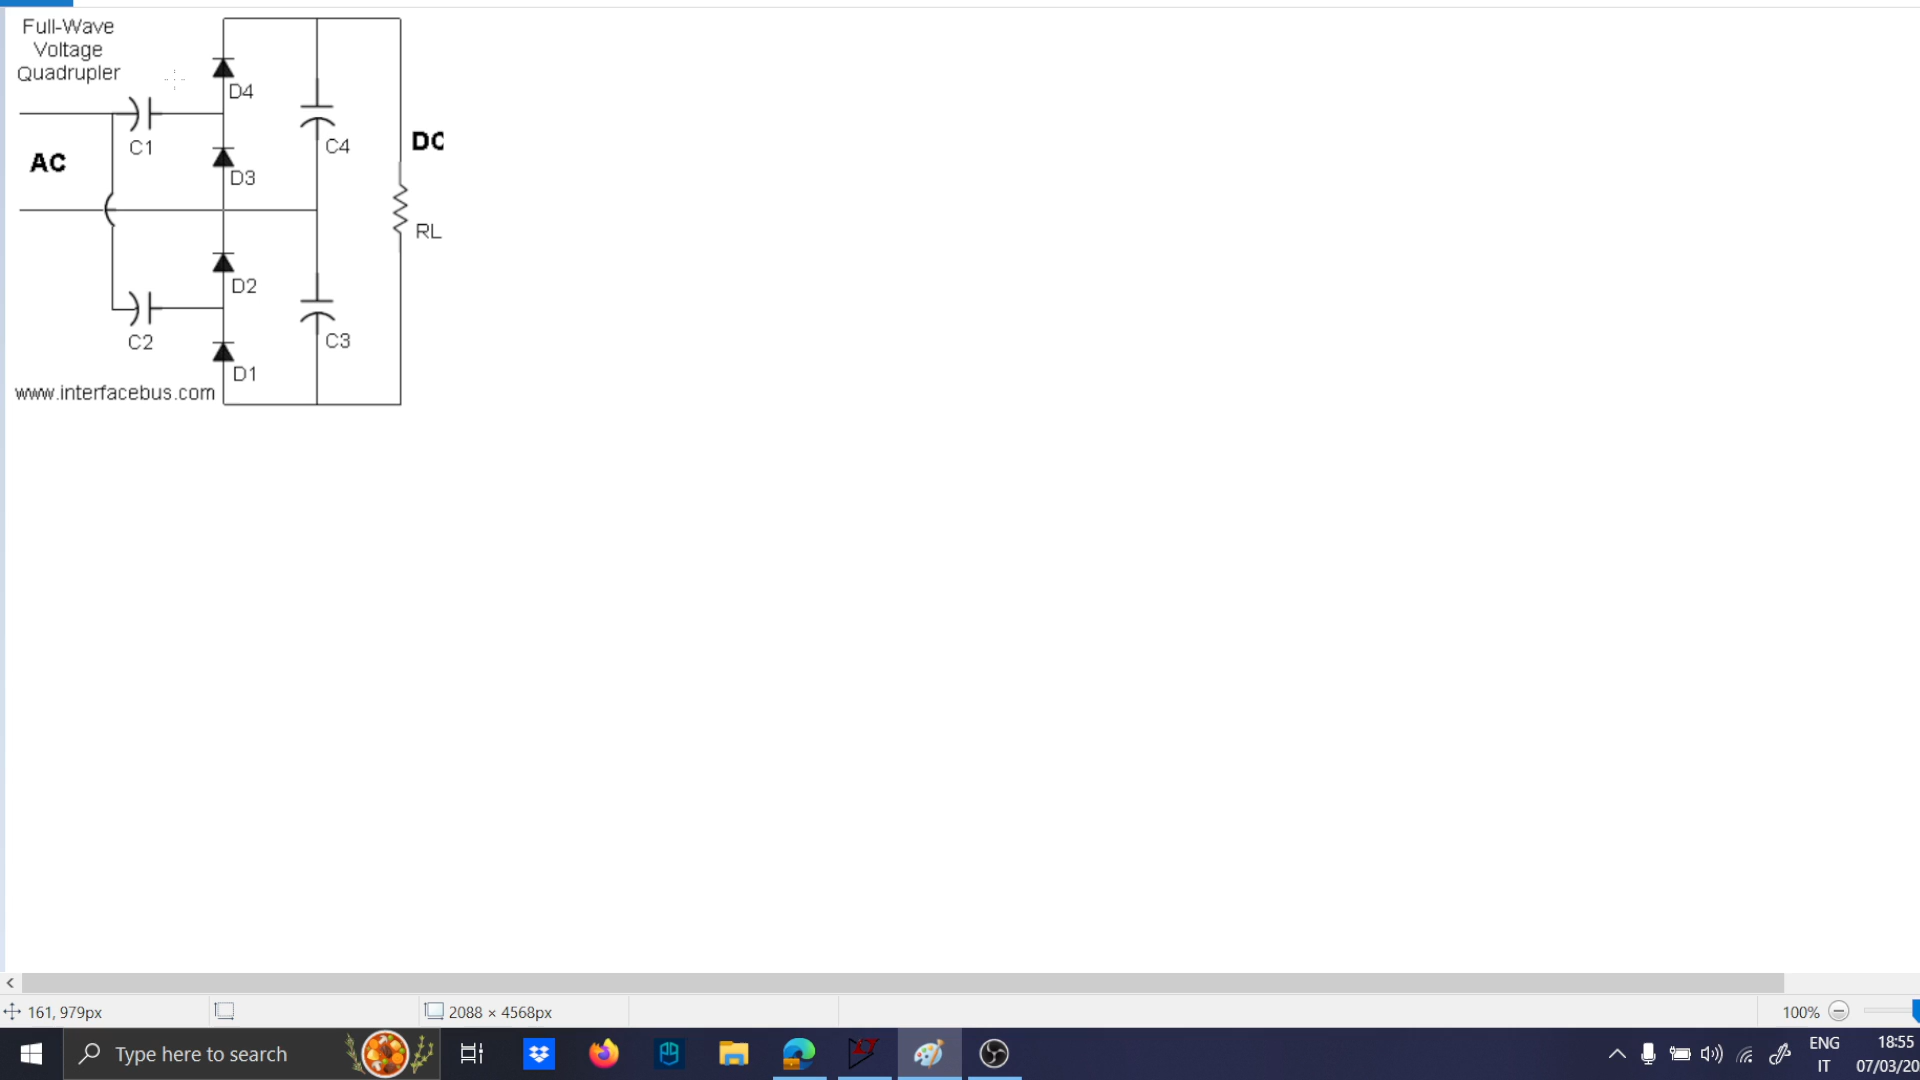 Full-Wave
Voltage
Quadrupler
D4
C1
C4
DC
AC
D3
RL
D2
C2
C3
D1
www.interfacebus.com
161, 979px
2088 × 4568px
100%
Type here to search
ENG
IT
18:55
07/03/20